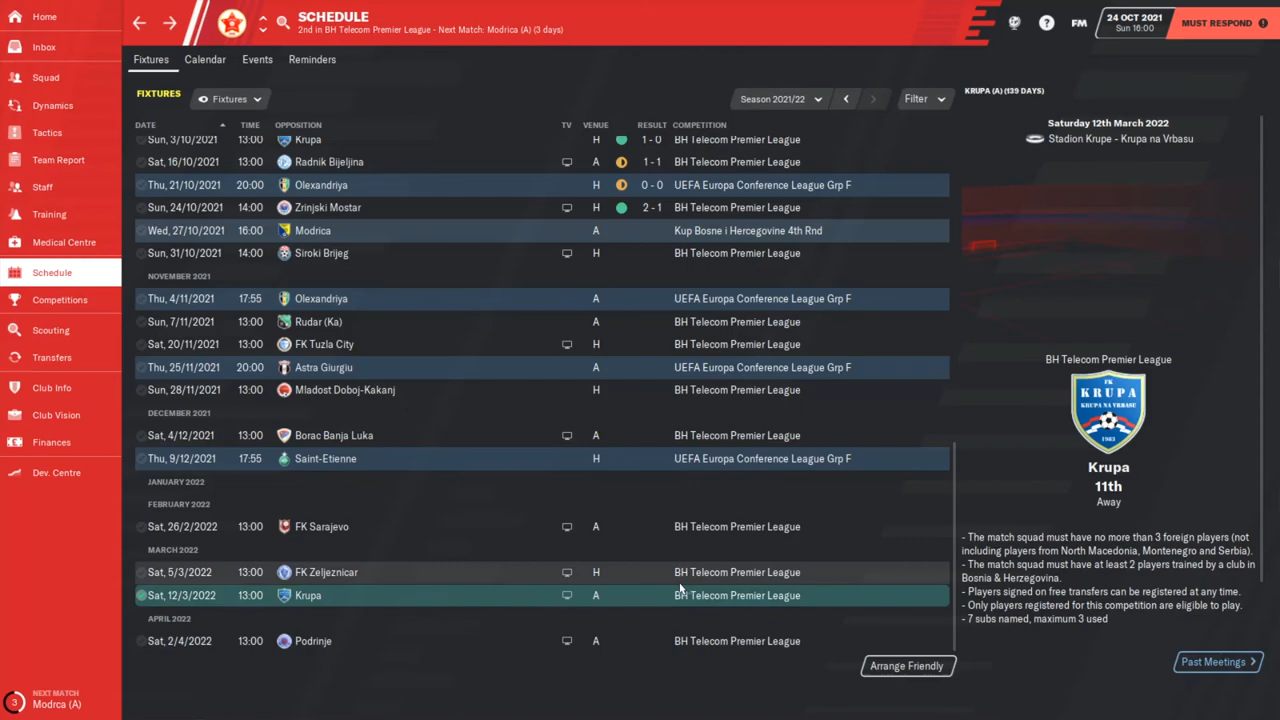 Home
Inbox
Squad
Dynamics
Tactics
Team Report
Staff
Training
Medical Centre
Schedule
Competitions
Scouting
Transfers
Club Info
Club Vision
Finances
Dev. Centre
3
NEXT MATCH
Modrca (A)
SCHEDULE
2nd in BH Telecom Premier League - Next Match: Modrica (A) (3 days)
? FM
24 OCT 2021
Sun 16:00
MUST RESPOND
Fixtures Calendar Events Reminders
FIXTURES Fixtures Season 2021/22 Filter
DATE TIME OPPOSITION TV VENUE RESULT COMPETITION
Sun, 3/10/2021 13:00 Krupa H 1 - 0 BH Telecom Premier League
Sat, 16/10/2021 13:00 Radnik Bijeljina A 1 - 1 BH Telecom Premier League
Thu, 21/10/2021 20:00 Olexandriya H 0 - 0 UEFA Europa Conference League Grp F
Sun, 24/10/2021 14:00 Zrinjski Mostar H 2 - 1 BH Telecom Premier League
Wed, 27/10/2021 16:00 Modrica A Kup Bosne i Hercegovine 4th Rnd
Sun, 31/10/2021 14:00 Siroki Brijeg H BH Telecom Premier League
NOVEMBER 2021
Thu, 4/11/2021 17:55 Olexandriya A UEFA Europa Conference League Grp F
Sun, 7/11/2021 13:00 Rudar (Ka) A BH Telecom Premier League
Sat, 20/11/2021 13:00 FK Tuzla City H BH Telecom Premier League
Thu, 25/11/2021 20:00 Astra Giurgiu A UEFA Europa Conference League Grp F
Sun, 28/11/2021 13:00 Mladost Doboj-Kakanj H BH Telecom Premier League
DECEMBER 2021
Sat, 4/12/2021 13:00 Borac Banja Luka A BH Telecom Premier League
Thu, 9/12/2021 17:55 Saint-Etienne H UEFA Europa Conference League Grp F
JANUARY 2022
FEBRUARY 2022
Sat, 26/2/2022 13:00 FK Sarajevo A BH Telecom Premier League
MARCH 2022
Sat, 5/3/2022 13:00 FK Zeljeznicar H BH Telecom Premier League
Sat, 12/3/2022 13:00 Krupa A BH Telecom Premier League
APRIL 2022
Sat, 2/4/2022 13:00 Podrinje A BH Telecom Premier League
Arrange Friendly
KRUPA (A) (139 DAYS)
Saturday 12th March 2022
Stadion Krupe - Krupa na Vrbasu
BH Telecom Premier League
FK
KRUPA
KRUPA NA VRBASU
1983
Krupa
11th
Away
- The match squad must have no more than 3 foreign players (not
including players from North Macedonia, Montenegro and Serbia).
- The match squad must have at least 2 players trained by a club in
Bosnia & Herzegovina.
- Players signed on free transfers can be registered at any time.
- Only players registered for this competition are eligible to play.
- 7 subs named, maximum 3 used
Past Meetings